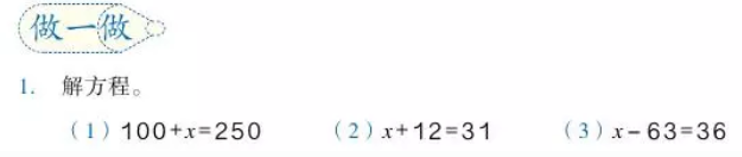 做一做
1. 解方程。
(1) 100+x=250 (2) x+12=31 (3) x-63=36